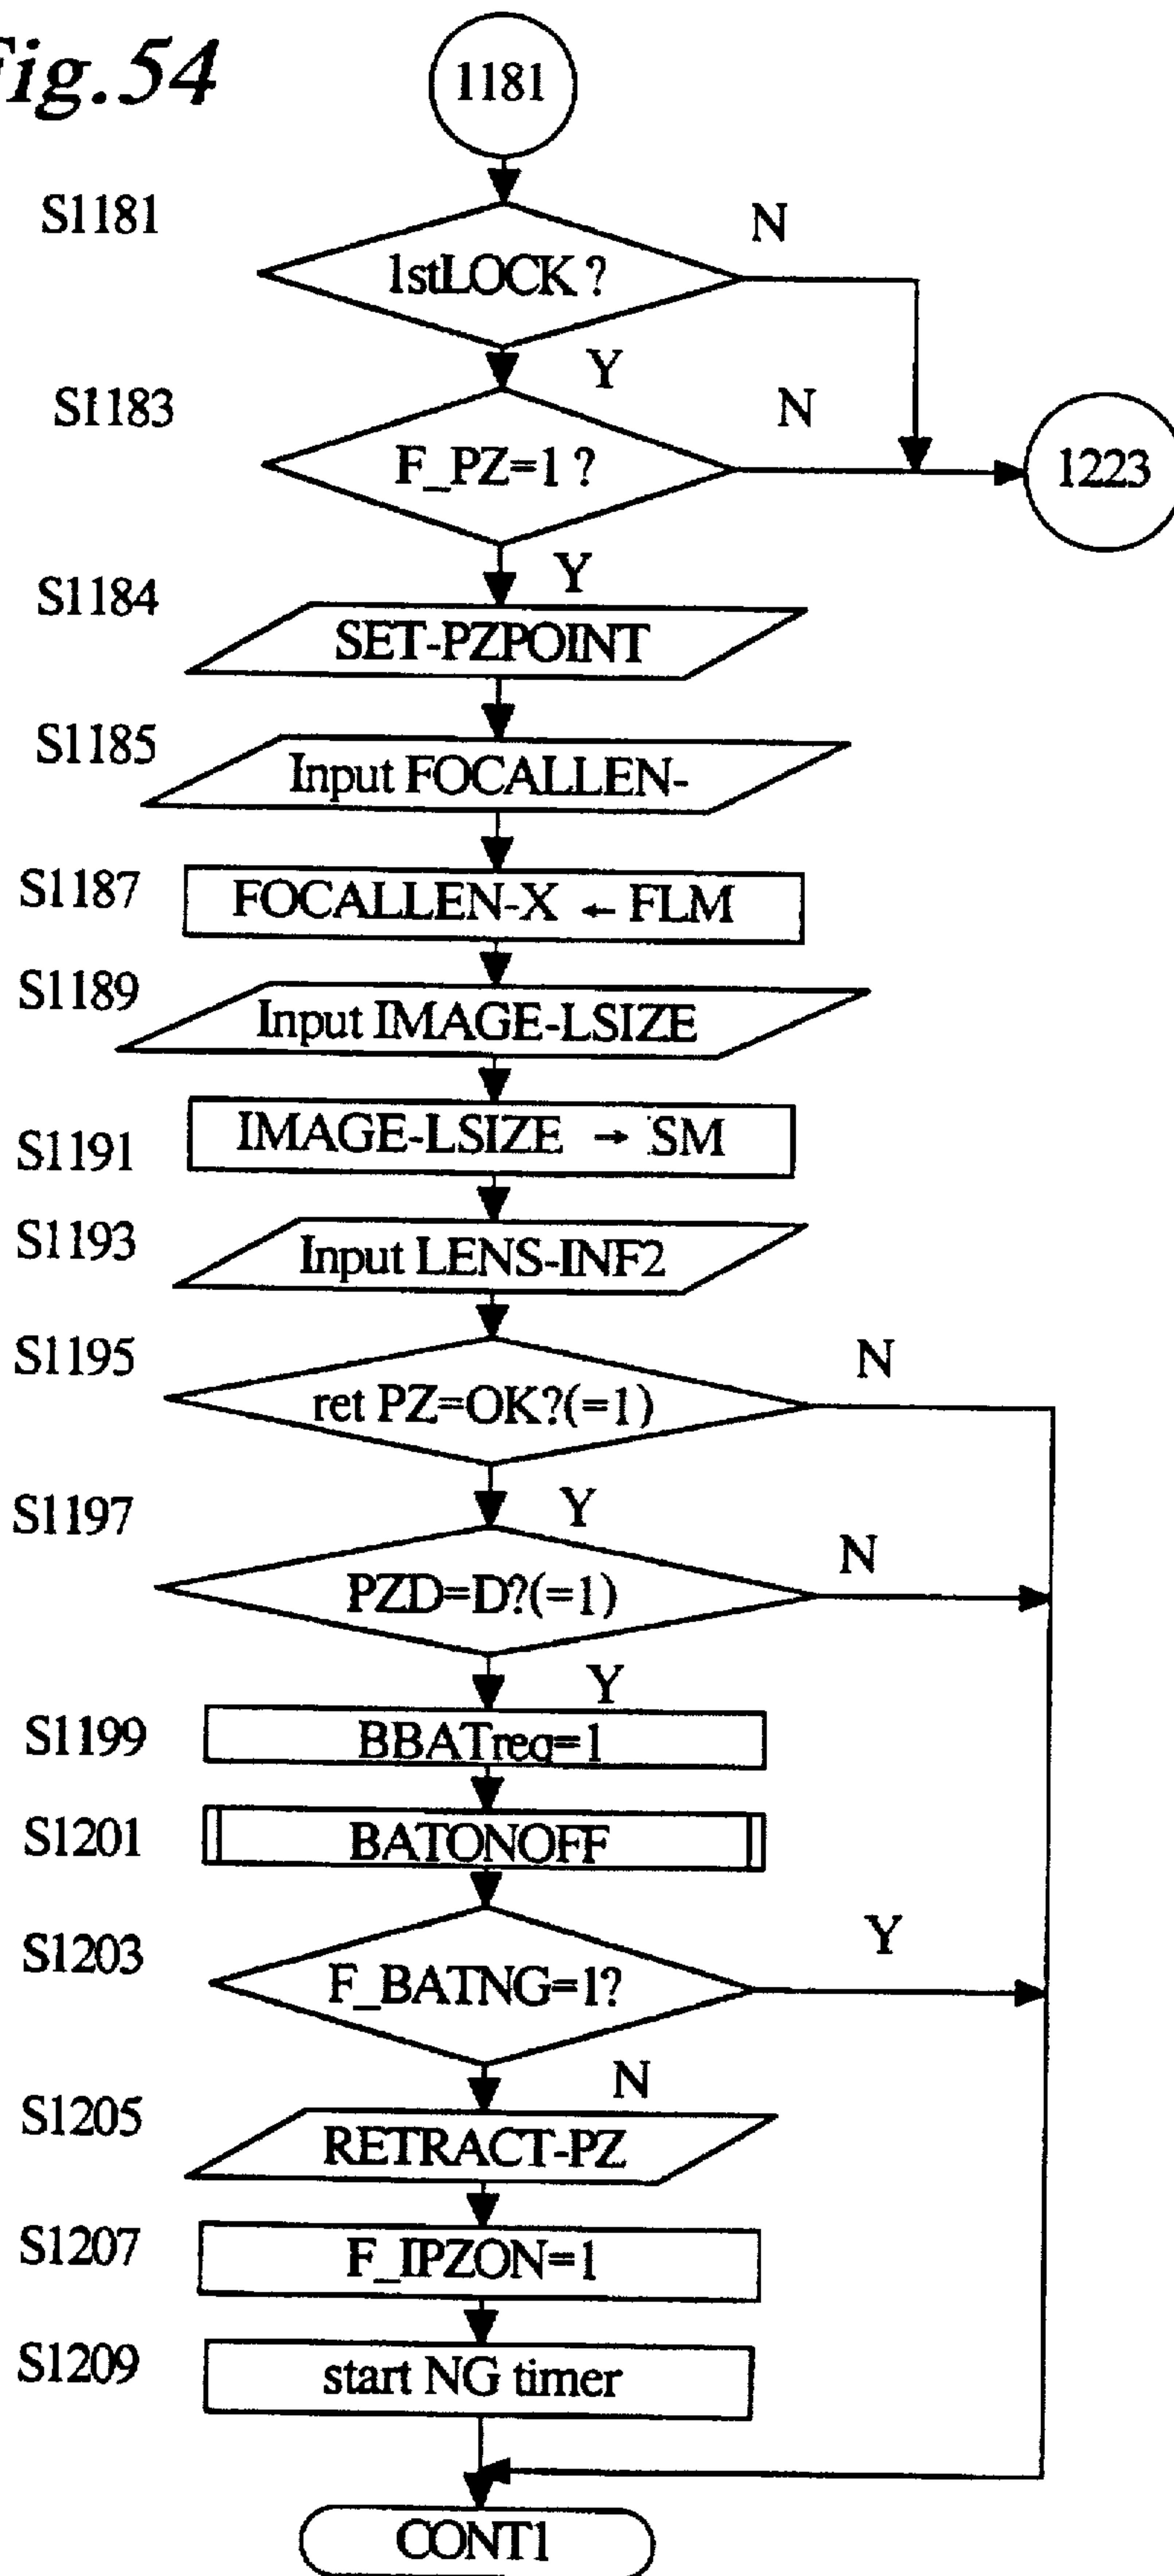 Fig.54
1181
S1181
1stLOCK ?
N
Y
S1183
F_PZ=1 ?
N
1223
Y
S1184
SET-PZPOINT
S1185
Input FOCALLEN-
S1187
FOCALLEN-X ← FLM
S1189
Input IMAGE-LSIZE
S1191
IMAGE-LSIZE → SM
S1193
Input LENS-INF2
S1195
ret PZ=OK?(=1)
N
Y
S1197
PZD=D?(=1)
N
Y
S1199
BBATreq=1
S1201
BATONOFF
S1203
F_BATNG=1?
Y
N
S1205
RETRACT-PZ
S1207
F_IPZON=1
S1209
start NG timer
CONT1